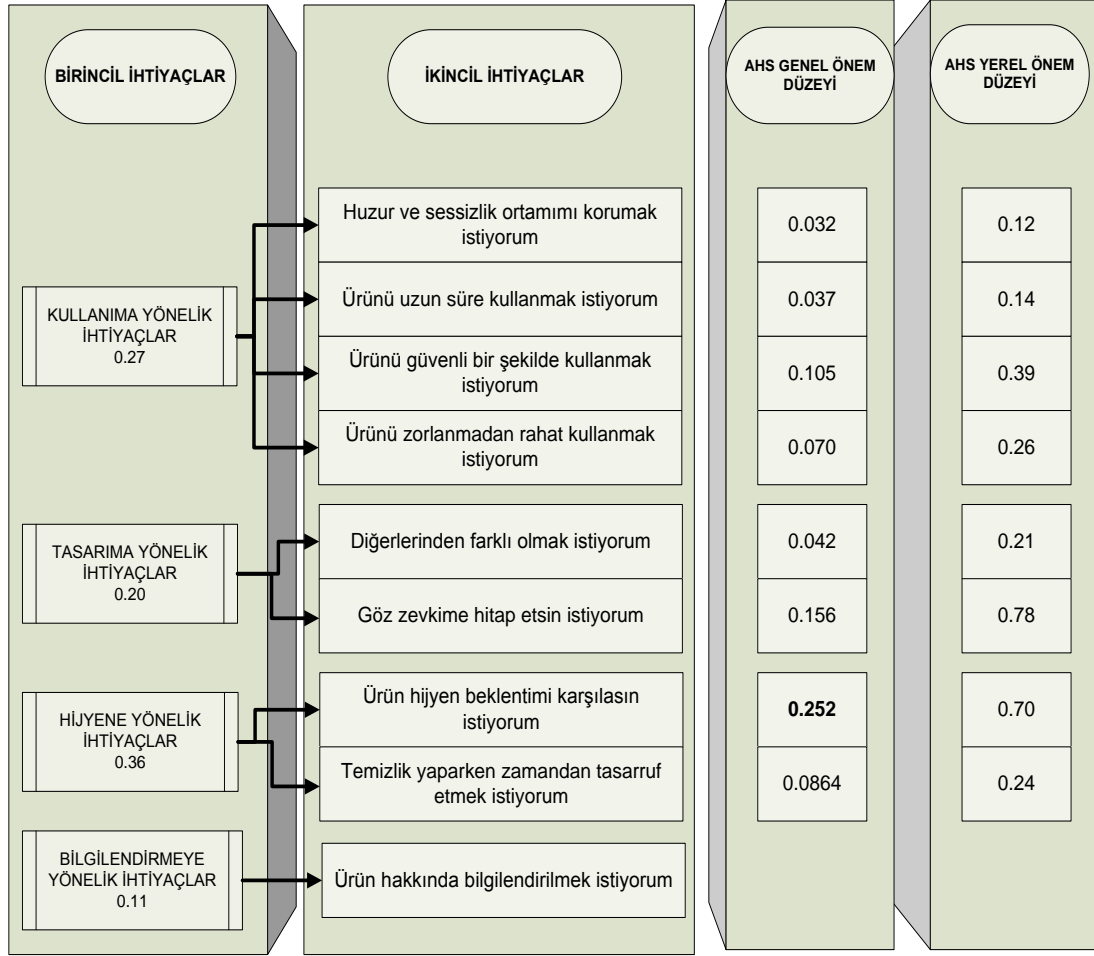 BİRİNCİL İHTİYAÇLAR
İKİNCİL İHTİYAÇLAR
AHS GENEL ÖNEM
DÜZEYİ
AHS YEREL ÖNEM
DÜZEYİ
KULLANIMA YÖNELİK
İHTİYAÇLAR
0.27
Huzur ve sessizlik ortamımı korumak
istiyorum
0.032
0.12
Ürünü uzun süre kullanmak istiyorum
0.037
0.14
Ürünü güvenli bir şekilde kullanmak
istiyorum
0.105
0.39
Ürünü zorlanmadan rahat kullanmak
istiyorum
0.070
0.26
TASARIMA YÖNELİK
İHTİYAÇLAR
0.20
Diğerlerinden farklı olmak istiyorum
0.042
0.21
Göz zevkime hitap etsin istiyorum
0.156
0.78
HİJYENE YÖNELİK
İHTİYAÇLAR
0.36
Ürün hijyen beklentimi karşılasın
istiyorum
0.252
0.70
Temizlik yaparken zamandan tasarruf
etmek istiyorum
0.0864
0.24
BİLGİLENDİRMEYE
YÖNELİK İHTİYAÇLAR
0.11
Ürün hakkında bilgilendirilmek istiyorum